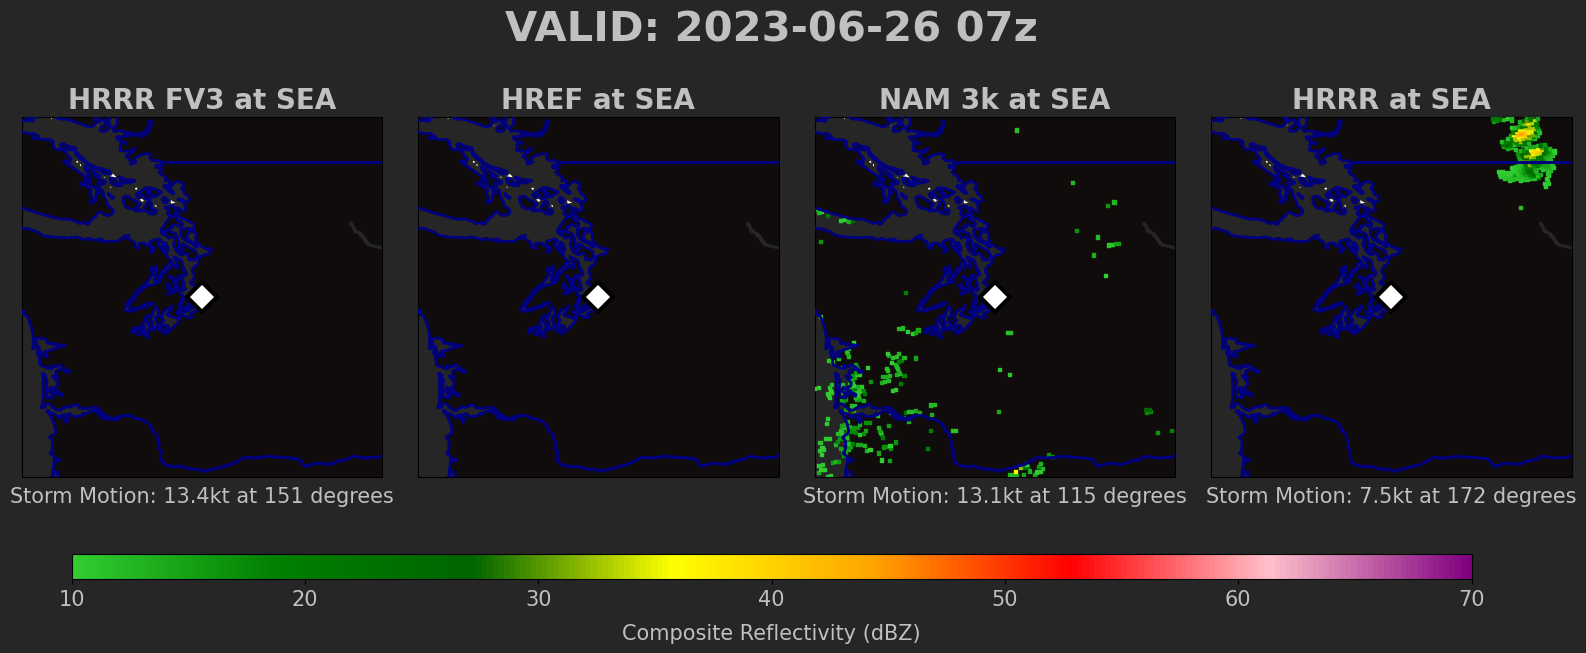 VALID: 2023-06-26 07z
HRRR FV3 at SEA
HREF at SEA
NAM 3k at SEA
HRRR at SEA
Storm Motion: 13.4kt at 151 degrees
Storm Motion: 13.1kt at 115 degrees
Storm Motion: 7.5kt at 172 degrees
10 20 30 40 50 60 70
Composite Reflectivity (dBZ)